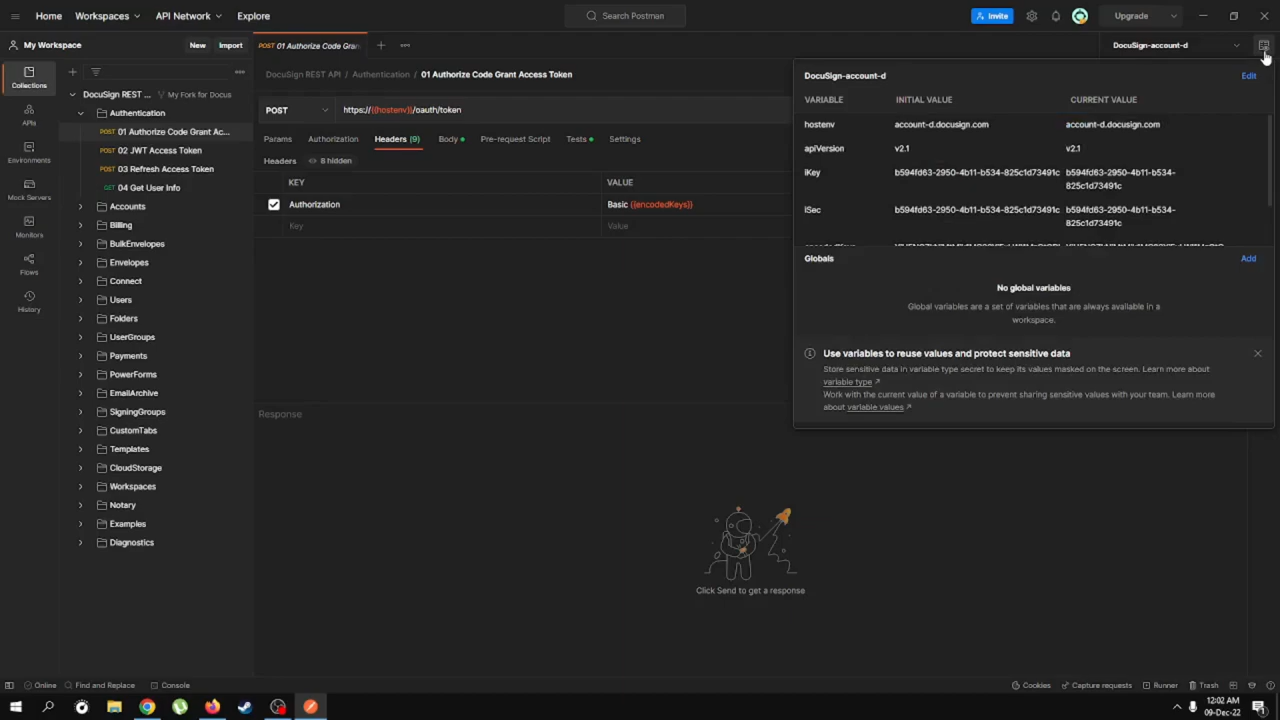 Home Workspaces API Network Explore Search Postman Invite Upgrade
My Workspace New Import POST 01 Authorize Code Gran DocuSign-account-d
Collections
APIs
Environments
Mock Servers
Monitors
Flows
History
DocuSign REST ... My Fork for Docus
Authentication
POST 01 Authorize Code Grant Ac...
POST 02 JWT Access Token
POST 03 Refresh Access Token
GET 04 Get User Info
Accounts
Billing
BulkEnvelopes
Envelopes
Connect
Users
Folders
UserGroups
Payments
PowerForms
EmailArchive
SigningGroups
CustomTabs
Templates
CloudStorage
Workspaces
Notary
Examples
Diagnostics
DocuSign REST API / Authentication / 01 Authorize Code Grant Access Token
POST https://{{hostenv}}/oauth/token
Params Authorization Headers (9) Body Pre-request Script Tests Settings
Headers 8 hidden
KEY VALUE
Authorization Basic {{encodedKeys}}
Key Value
Response
Click Send to get a response
DocuSign-account-d Edit
VARIABLE INITIAL VALUE CURRENT VALUE
hostenv account-d.docusign.com account-d.docusign.com
apiVersion v2.1 v2.1
iKey b594fd63-2950-4b11-b534-825c1d73491c b594fd63-2950-4b11-b534-
825c1d73491c
iSec b594fd63-2950-4b11-b534-825c1d73491c b594fd63-2950-4b11-b534-
825c1d73491c
Globals Add
No global variables
Global variables are a set of variables that are always available in a
workspace.
Use variables to reuse values and protect sensitive data
Store sensitive data in variable type secret to keep its values masked on the screen. Learn more about
variable type
Work with the current value of a variable to prevent sharing sensitive values with your team. Learn more
about variable values
Online Find and Replace Console Cookies Capture requests Runner Trash
12:02 AM
09-Dec-22